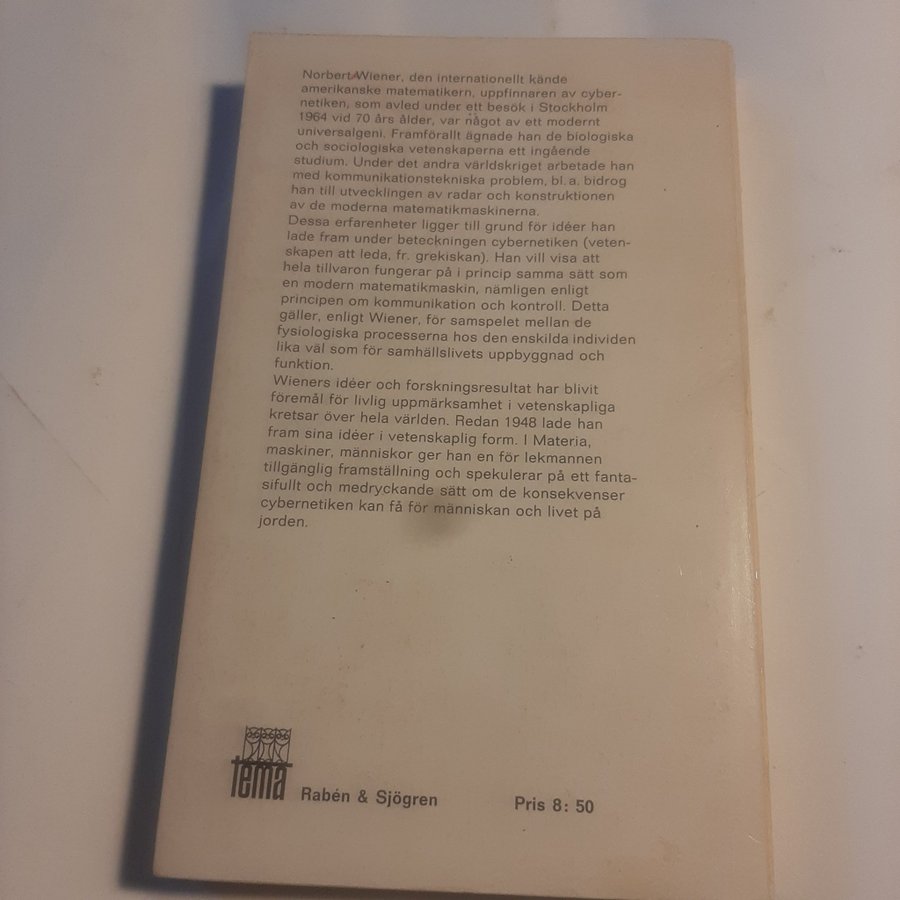 Norbert Wiener, den internationellt kände
amerikanske matematikern, uppfinnaren av cyber-
netiken, som avled under ett besök i Stockholm
1964 vid 70 års ålder, var något av ett modernt
universalgeni. Framförallt ägnade han de biologiska
och sociologiska vetenskaperna ett ingående
studium. Under det andra världskriget arbetade han
med kommunikationstekniska problem, bl. a. bidrog
han till utvecklingen av radar och konstruktionen
av de moderna matematikmaskinerna.
Dessa erfarenheter ligger till grund för idéer han
lade fram under beteckningen cybernetiken (veten-
skapen att leda, fr. grekiskan). Han vill visa att
hela tillvaron fungerar på i princip samma sätt som
en modern matematikmaskin, nämligen enligt
principen om kommunikation och kontroll. Detta
gäller, enligt Wiener, för samspelet mellan de
fysiologiska processerna hos den enskilda individen
lika väl som för samhällslivets uppbyggnad och
funktion.
Wieners idéer och forskningsresultat har blivit
föremål för livlig uppmärksamhet i vetenskapliga
kretsar över hela världen. Redan 1948 lade han
fram sina idéer i vetenskaplig form. I Materia,
maskiner, människor ger han en för lekmannen
tillgänglig framställning och spekulerar på ett fanta-
sifullt och medryckande sätt om de konsekvenser
cybernetiken kan få för människan och livet på
jorden.
tema
Rabén & Sjögren
Pris 8: 50